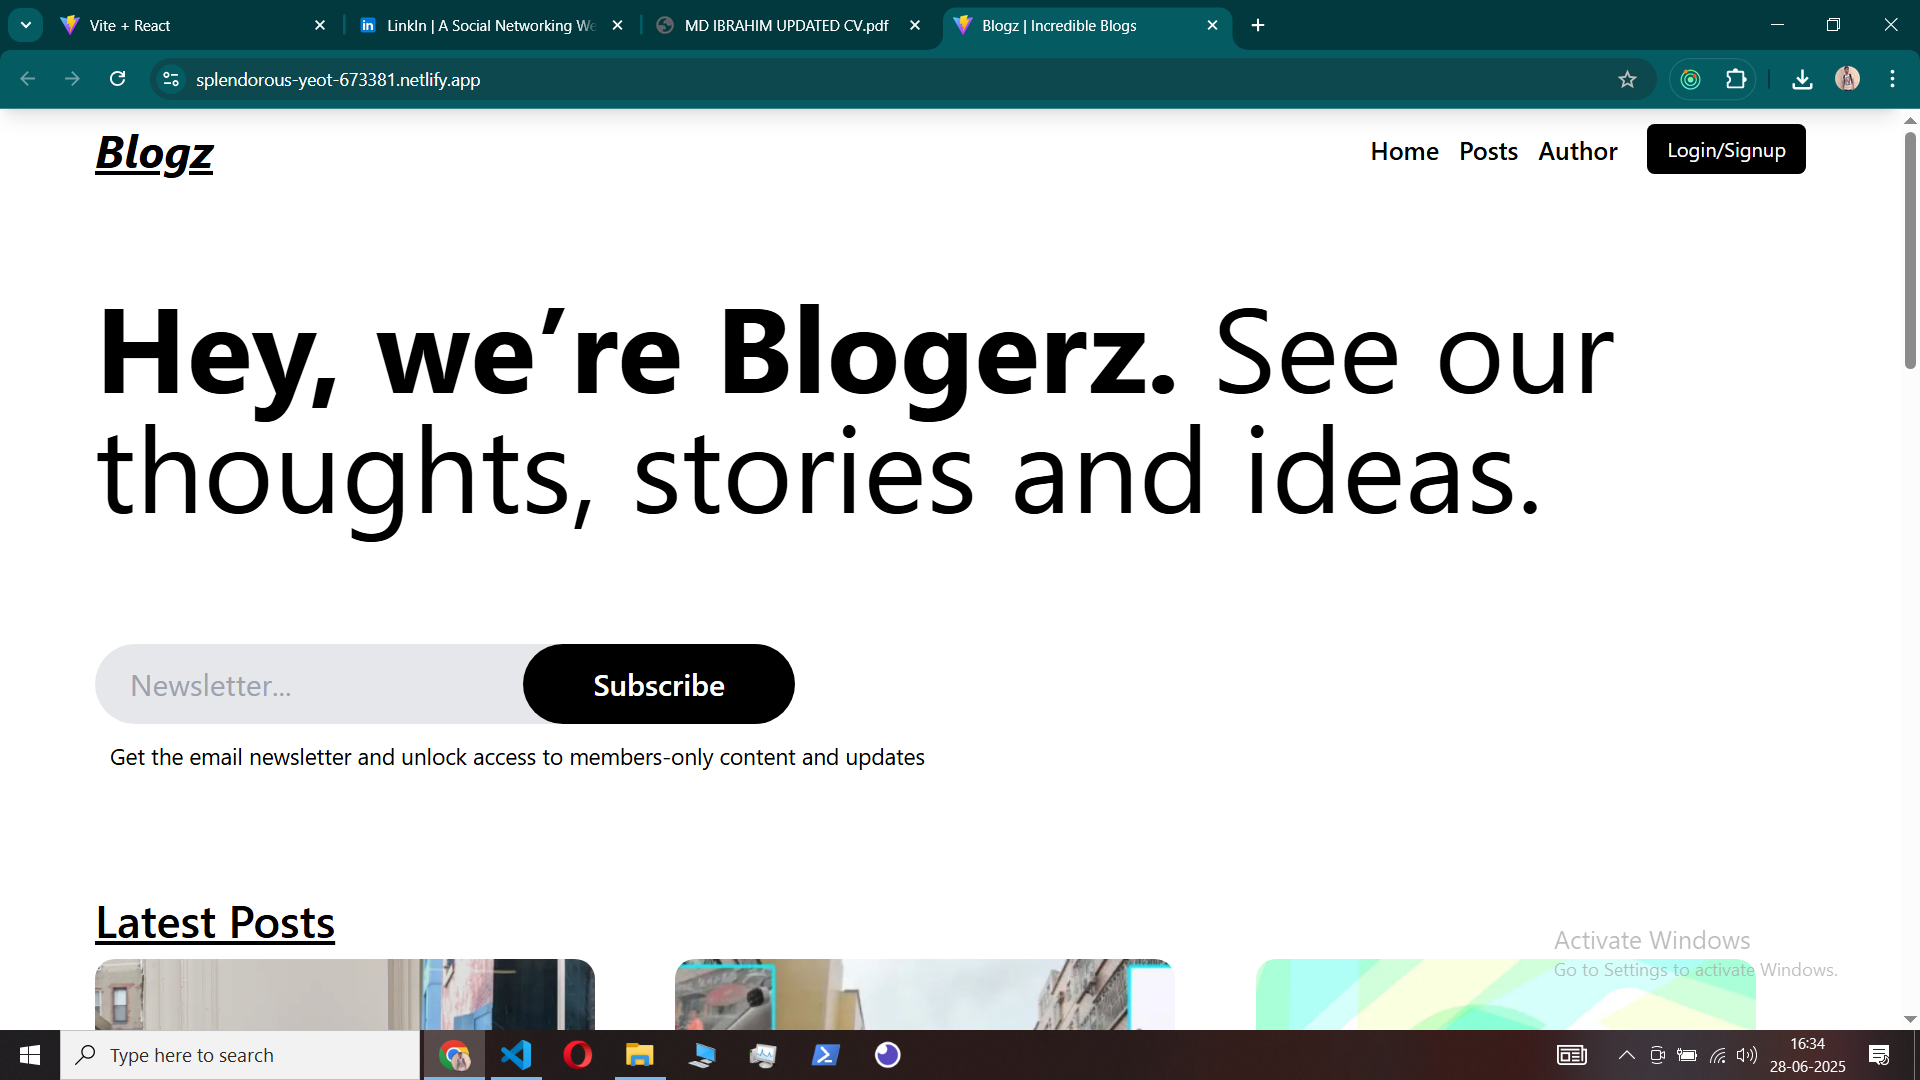 Vite + React
LinkIn | A Social Networking We
MD IBRAHIM UPDATED CV.pdf
Blogz | Incredible Blogs
splendorous-yeot-673381.netlify.app
Blogz
Home
Posts
Author
Login/Signup
Hey, we’re Blogerz. See our
thoughts, stories and ideas.
Newsletter...
Subscribe
Get the email newsletter and unlock access to members-only content and updates
Latest Posts
Activate Windows
Go to Settings to activate Windows.
Type here to search
16:34
28-06-2025